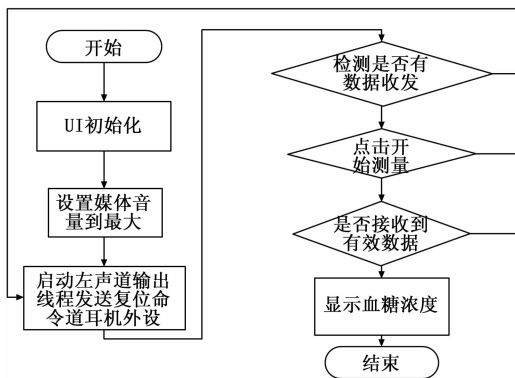 开始
UI初始化
设置媒体音
量到最大
启动左声道输出
线程发送复位命
令道耳机外设
检测是否有
数据收发
点击开
始测量
是否接收到
有效数据
显示血糖浓度
结束